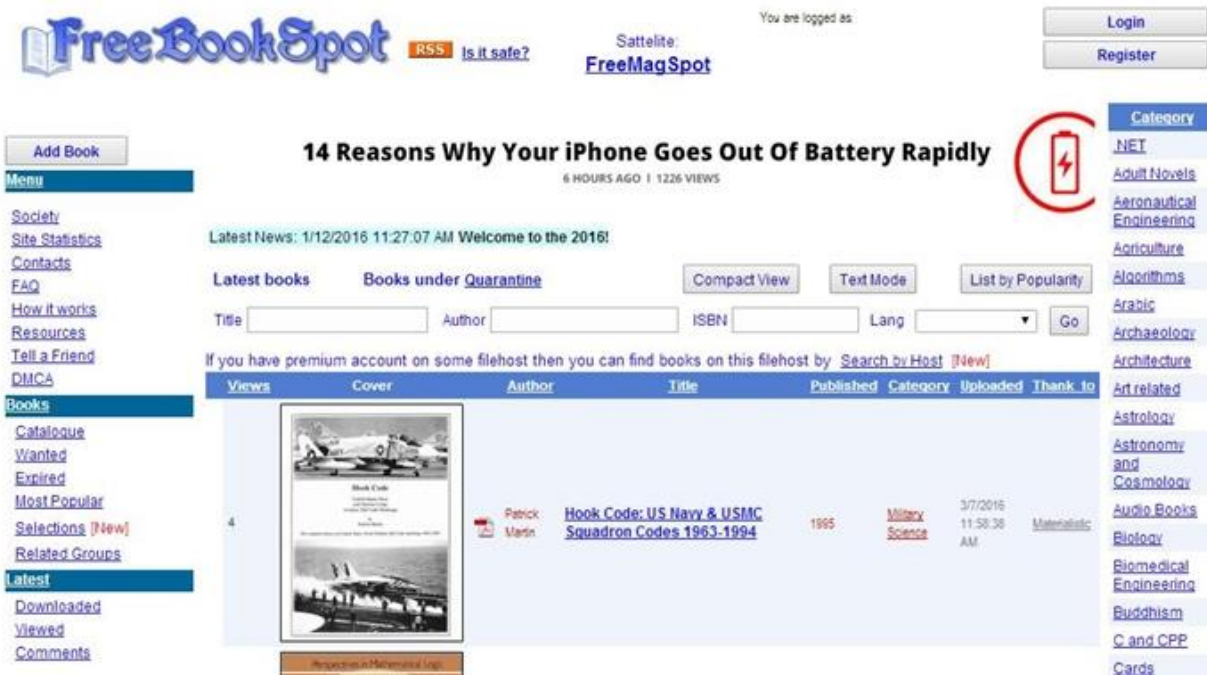 FreeBookSpot
RSS Is it safe?
Sattelite:
FreeMagSpot
You are logged as
Login
Register
Add Book
Menu
Society
Site Statistics
Contacts
FAQ
How it works
Resources
Tell a Friend
DMCA
Books
Catalogue
Wanted
Expired
Most Popular
Selections [New]
Related Groups
Latest
Downloaded
Viewed
Comments
14 Reasons Why Your iPhone Goes Out Of Battery Rapidly
6 HOURS AGO | 1226 VIEWS
Latest News: 1/12/2016 11:27:07 AM Welcome to the 2016!
Latest books Books under Quarantine Compact View Text Mode List by Popularity
Title Author ISBN Lang Go
If you have premium account on some filehost then you can find books on this filehost by Search by Host [New]
Views Cover Author Title Published Category Uploaded Thank to
4
Hook Code
Patrick
Martin
Hook Code: US Navy & USMC
Squadron Codes 1963-1994
1995
Military
Science
3/7/2016
11:58:38
AM
Materialistic
Perspectives in Mathematical Logic
Category
.NET
Adult Novels
Aeronautical
Engineering
Agriculture
Algorithms
Arabic
Archaeology
Architecture
Art related
Astrology
Astronomy
and
Cosmology
Audio Books
Biology
Biomedical
Engineering
Buddhism
C and CPP
Cards